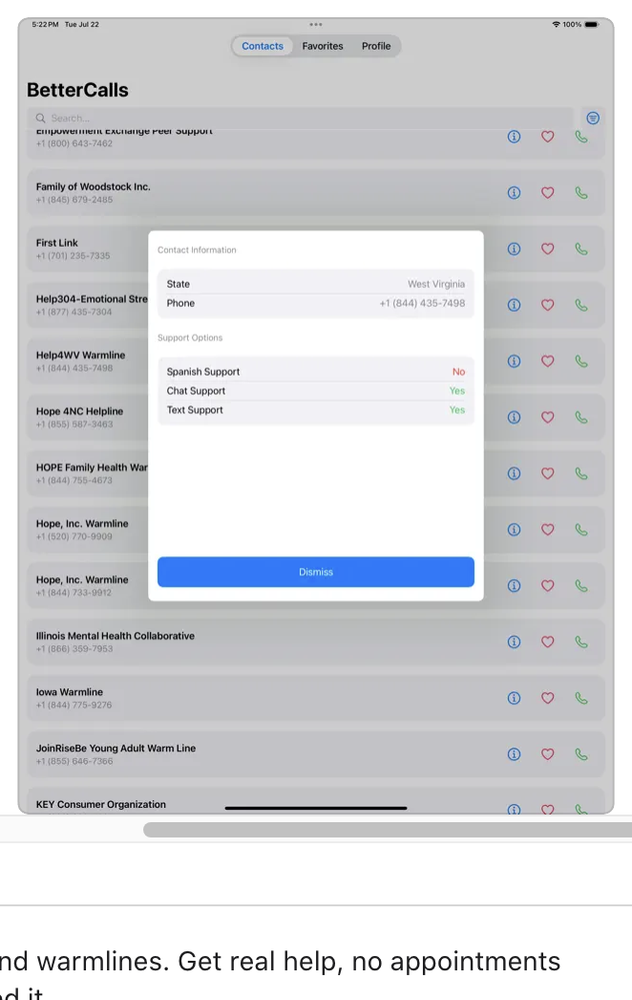 5:22 PM Tue Jul 22
100%
Contacts Favorites Profile
BetterCalls
Search...
Empowerment Exchange Peer Support
+1 (800) 643-7462
Family of Woodstock Inc.
+1 (845) 679-2485
First Link
+1 (701) 235-7335
Help304-Emotional Stre
+1 (877) 435-7304
Help4WV Warmline
+1 (844) 435-7498
Hope 4NC Helpline
+1 (855) 587-3463
HOPE Family Health War
+1 (844) 755-4673
Hope, Inc. Warmline
+1 (520) 770-9909
Hope, Inc. Warmline
+1 (844) 733-9912
Illinois Mental Health Collaborative
+1 (866) 359-7953
Iowa Warmline
+1 (844) 775-9276
JoinRiseBe Young Adult Warm Line
+1 (855) 646-7366
KEY Consumer Organization
Contact Information
State West Virginia
Phone +1 (844) 435-7498
Support Options
Spanish Support No
Chat Support Yes
Text Support Yes
Dismiss
nd warmlines. Get real help, no appointments
ed it